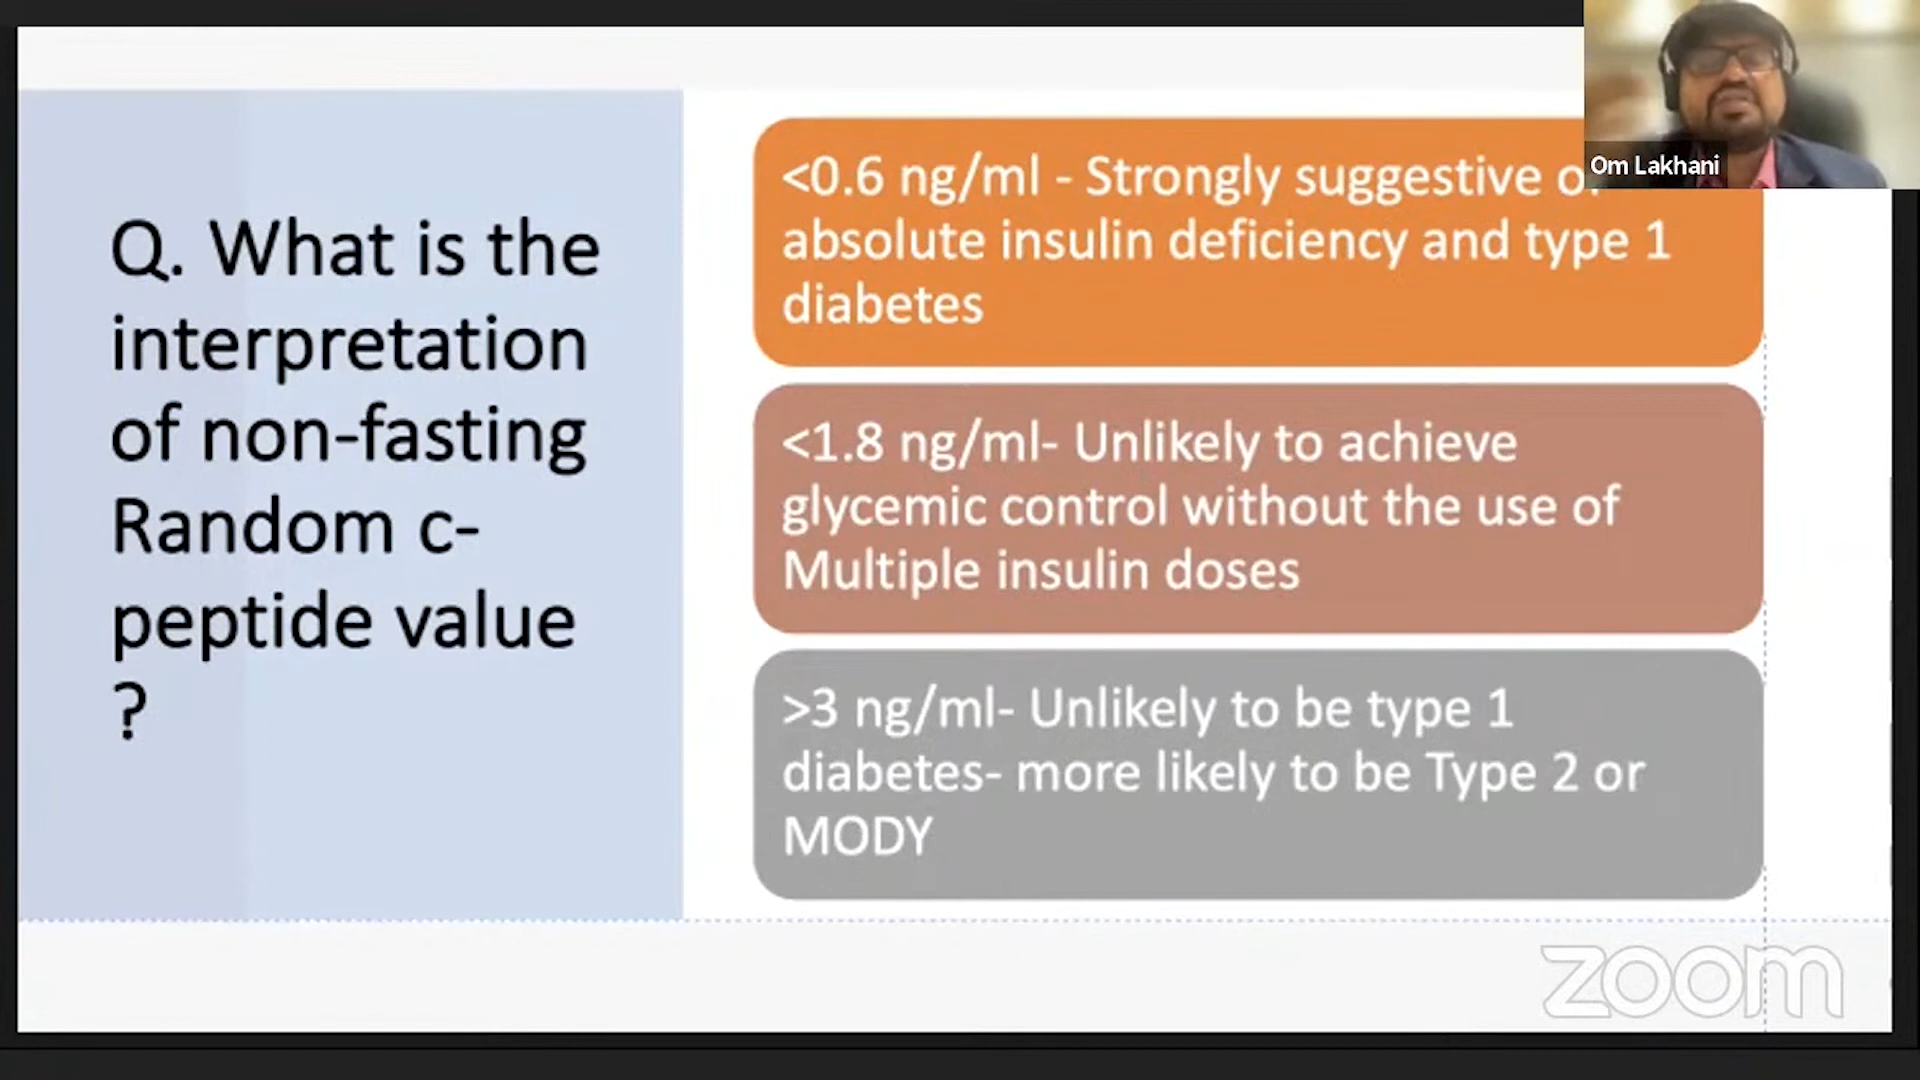 Q. What is the
interpretation
of non-fasting
Random c-
peptide value
?
<0.6 ng/ml - Strongly suggestive
absolute insulin deficiency and type 1
diabetes
<1.8 ng/ml- Unlikely to achieve
glycemic control without the use of
Multiple insulin doses
>3 ng/ml- Unlikely to be type 1
diabetes- more likely to be Type 2 or
MODY
Om Lakhani
zoom